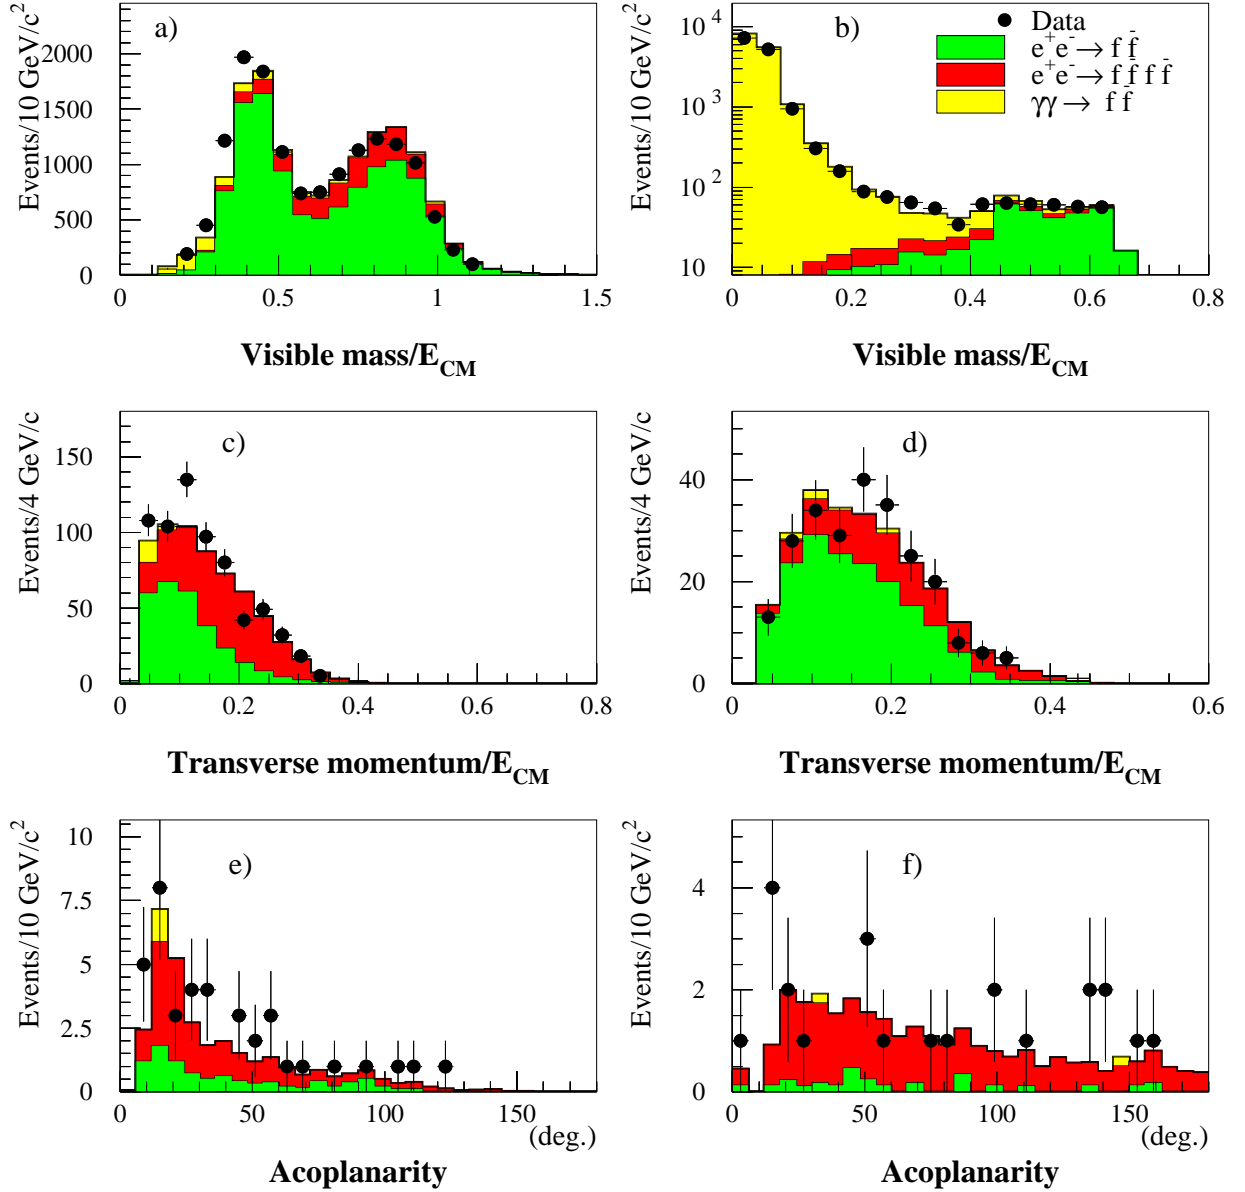 a)
Events/10 GeV/c²
2000
1500
1000
500
0
0 0.5 1 1.5
Visible mass/E_CM
b)
Data
e⁺e⁻→ f f̄
e⁺e⁻→ f f̄ f f̄
γγ→ f f̄
Events/10 GeV/c²
10⁴
10³
10²
10
0 0.2 0.4 0.6 0.8
Visible mass/E_CM
c)
Events/4 GeV/c
150
100
50
0
0 0.2 0.4 0.6 0.8
Transverse momentum/E_CM
d)
Events/4 GeV/c
40
20
0
0 0.2 0.4 0.6
Transverse momentum/E_CM
e)
Events/10 GeV/c²
10
7.5
5
2.5
0
0 50 100 150
(deg.)
Acoplanarity
f)
Events/10 GeV/c²
4
2
0
0 50 100 150
(deg.)
Acoplanarity